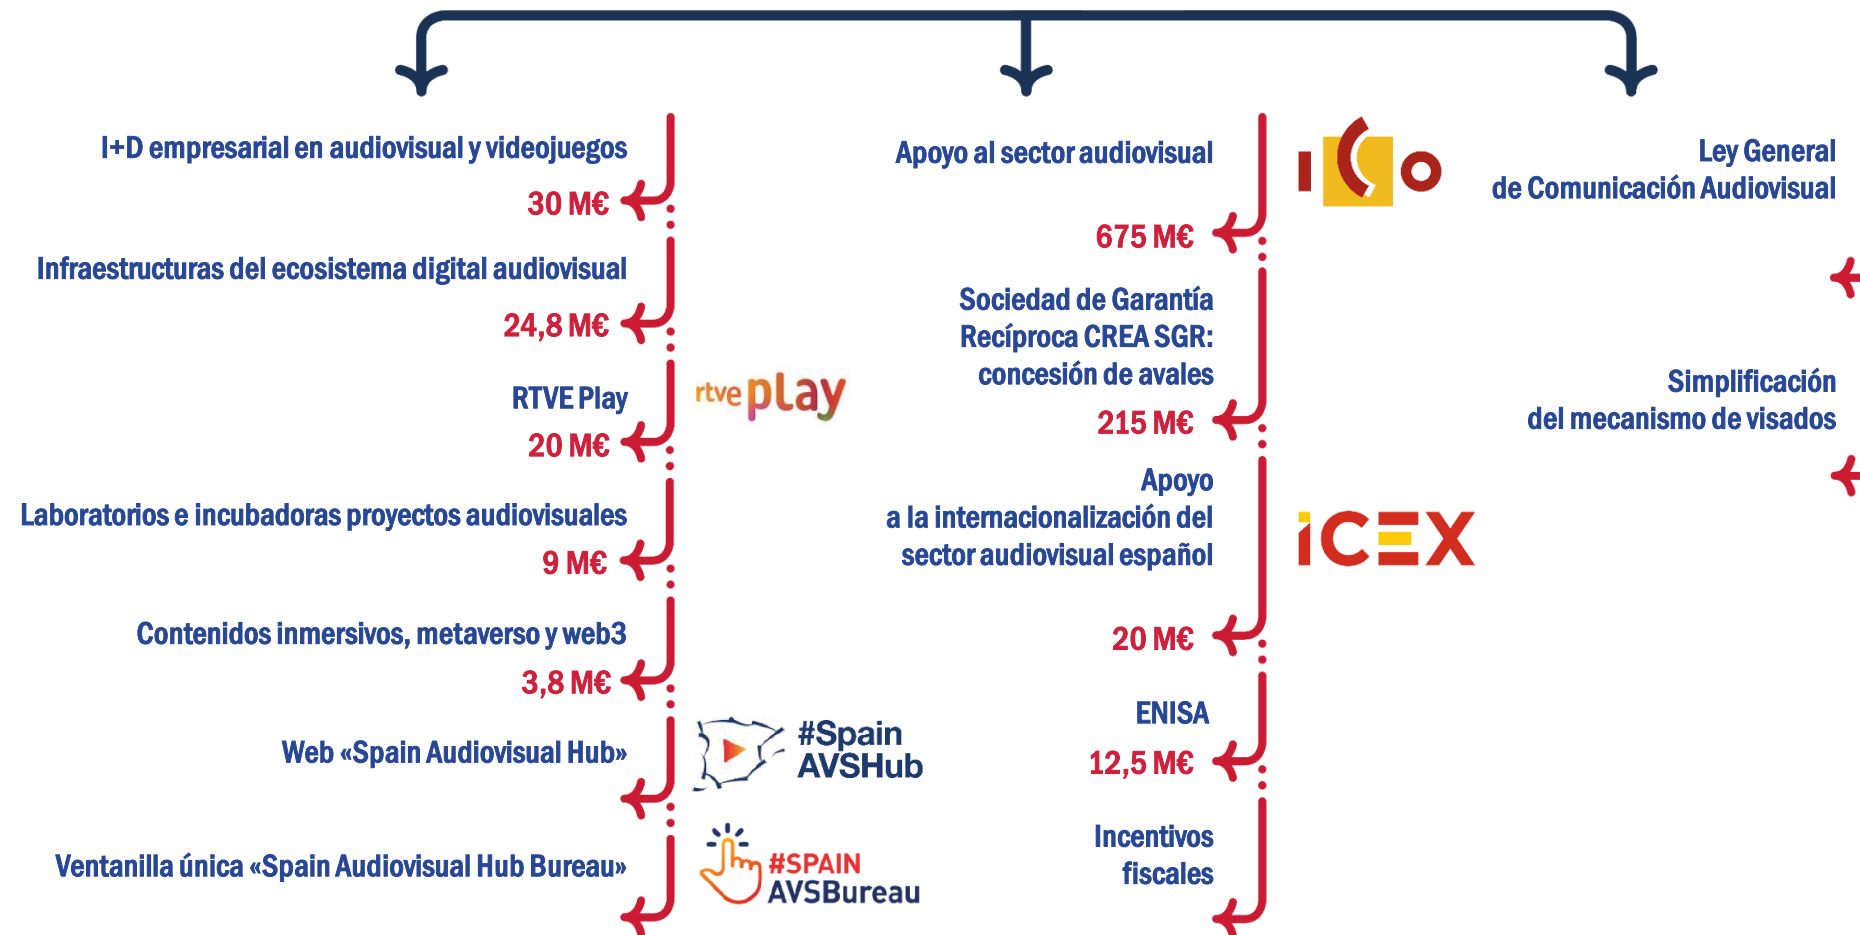 I+D empresarial en audiovisual y videojuegos
30 M€
Infraestructuras del ecosistema digital audiovisual
24,8 M€
RTVE Play
20 M€
rtve play
Laboratorios e incubadoras proyectos audiovisuales
9 M€
Contenidos inmersivos, metaverso y web3
3,8 M€
Web «Spain Audiovisual Hub»
#Spain
AVSHub
Ventanilla única «Spain Audiovisual Hub Bureau»
#SPAIN
AVSBureau
Apoyo al sector audiovisual
675 M€
ICO
Sociedad de Garantía
Recíproca CREA SGR:
concesión de avales
215 M€
Apoyo
a la internacionalización del
sector audiovisual español
20 M€
iCEX
ENISA
12,5 M€
Incentivos
fiscales
Ley General
de Comunicación Audiovisual
Simplificación
del mecanismo de visados